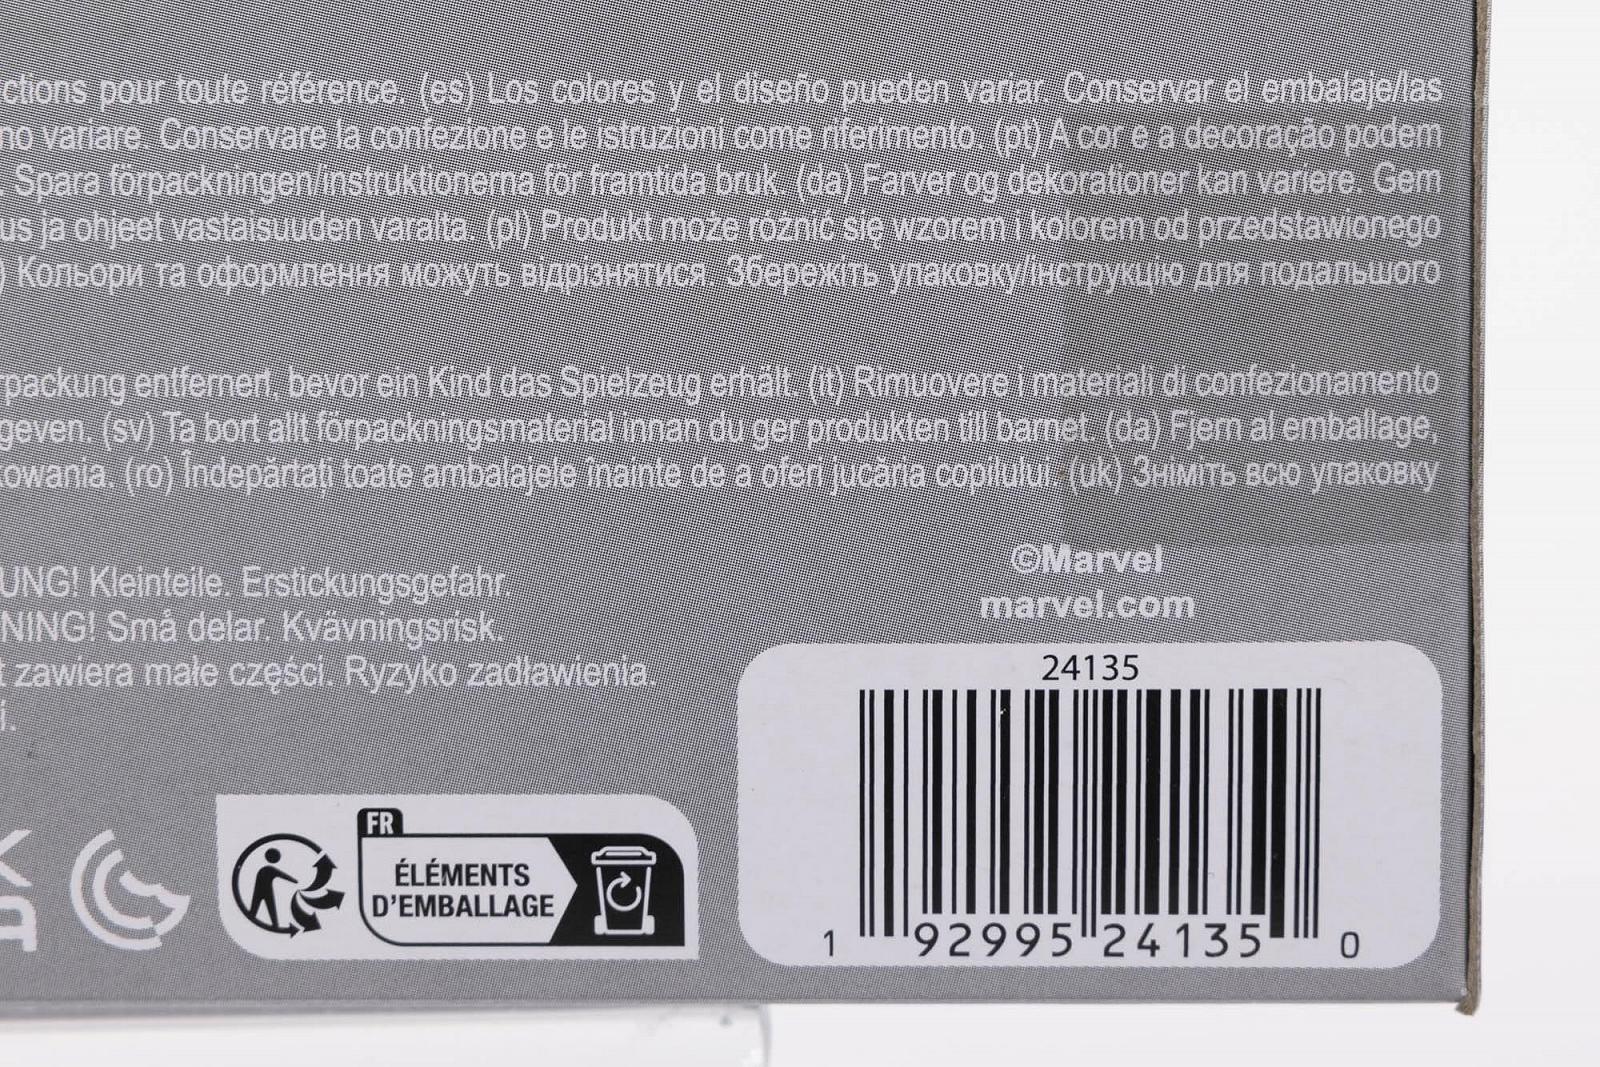 ctions pour toute référence. (es) Los colores y el diseño pueden variar. Conservar el embalaje/las
no variare. Conservare la confezione e le istruzioni come riferimento. (pt) A cor e a decoração podem
. Spara förpackningen/instruktionerna för framtida bruk. (da) Farver og dekorationer kan variere. Gem
us ja ohjeet vastaisuuden varalta. (pl) Produkt może różnić się wzorem i kolorem od przedstawionego
) Кольори та оформлення можуть відрізнятися. Збережіть упаковку/інструкцію для подальшого
rpackung entfernen, bevor ein Kind das Spielzeug erhält. (it) Rimuovere i materiali di confezionamento
geven. (sv) Ta bort allt förpackningsmaterial innan du ger produkten till barnet. (da) Fjern al emballage,
kowania. (ro) Îndepărtați toate ambalajele înainte de a oferi jucăria copilului. (uk) Зніміть всю упаковку
©Marvel
marvel.com
UNG! Kleinteile. Erstickungsgefahr.
NING! Små delar. Kvävningsrisk.
t zawiera małe części. Ryzyko zadławienia.
i.
24135
1 92995 24135 0
FR
ÉLÉMENTS
D'EMBALLAGE